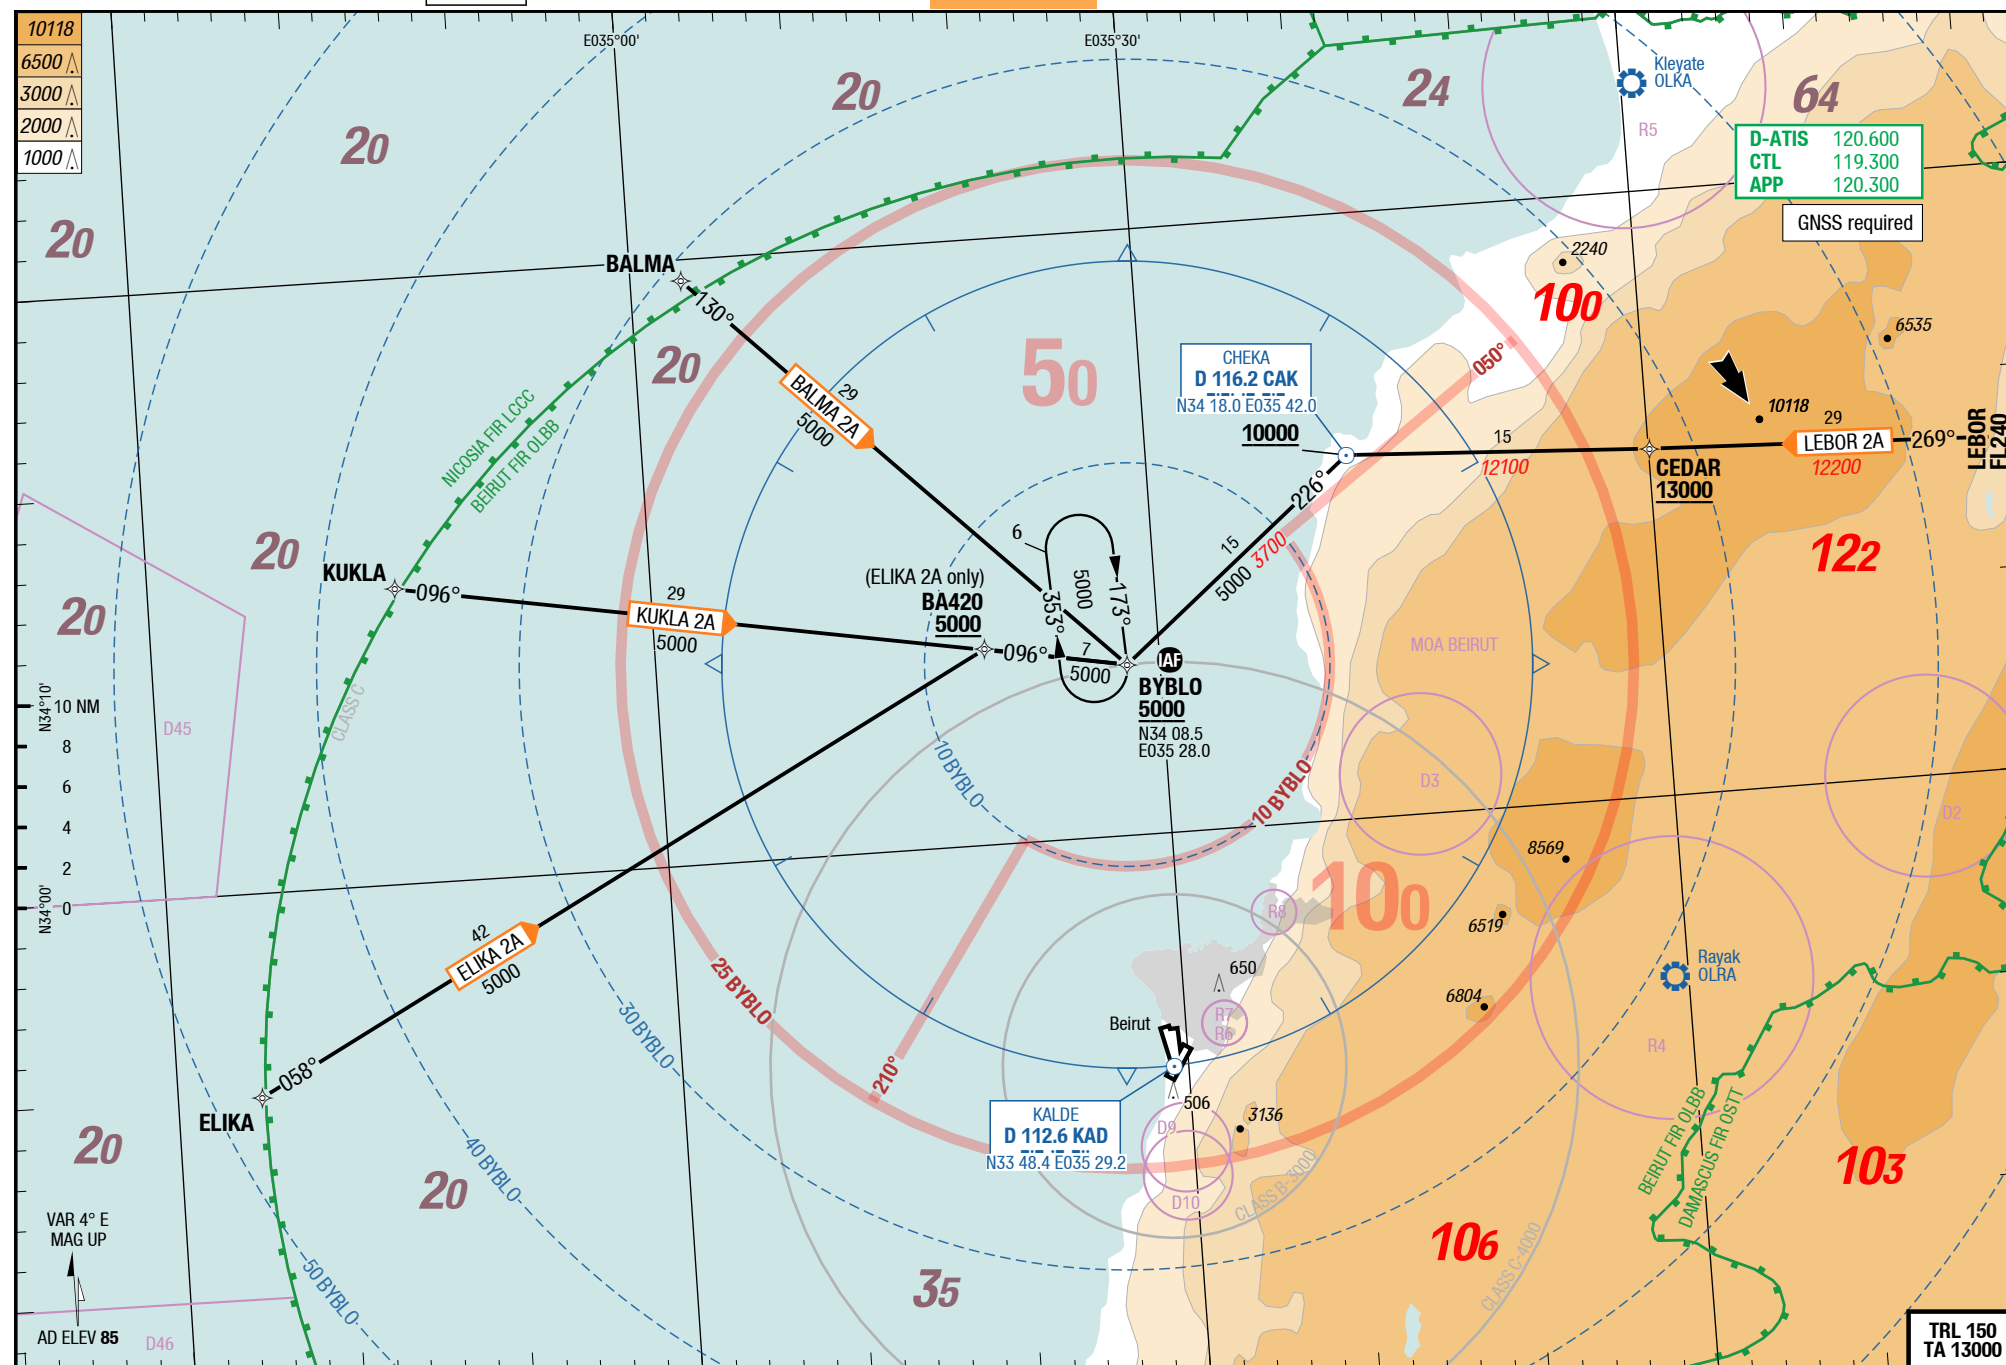 10118
6500
3000
2000
1000
E035°00'
E035°30'
20
20
20
24
64
Kleyate
OLKA
R5
D-ATIS 120.600
CTL 119.300
APP 120.300
GNSS required
2240
100
6535
BALMA
130°
29
BALMA 2A
5000
20
50
CHEKA
D 116.2 CAK
N34 18.0 E035 42.0
10000
050°
10118
29
LEBOR 2A
269°
12200
LEBOR
FL240
15
12100
CEDAR
13000
NICOSIA FIR LCCC
BEIRUT FIR OLBB
226°
15
5000
3700
20
122
KUKLA
096°
29
KUKLA 2A
5000
(ELIKA 2A only)
BA420
5000
096°
7
5000
6
353°
5000
173°
IAF
BYBLO
5000
N34 08.5
E035 28.0
20
MOA BEIRUT
CLASS C
D45
N34°10'
10 NM
8
6
4
2
0
N34°00'
10 BYBLO
10 BYBLO
D3
D2
8569
100
6519
R8
42
ELIKA 2A
5000
25 BYBLO
30 BYBLO
650
6804
Rayak
OLRA
R7
R6
Beirut
R4
058°
210°
ELIKA
KALDE
D 112.6 KAD
N33 48.4 E035 29.2
506
3136
D9
D10
CLASS B-3000
CLASS C-4000
BEIRUT FIR OLBB
DAMASCUS FIR OSTT
20
40 BYBLO
20
103
106
VAR 4° E
MAG UP
50 BYBLO
35
AD ELEV 85
D46
TRL 150
TA 13000